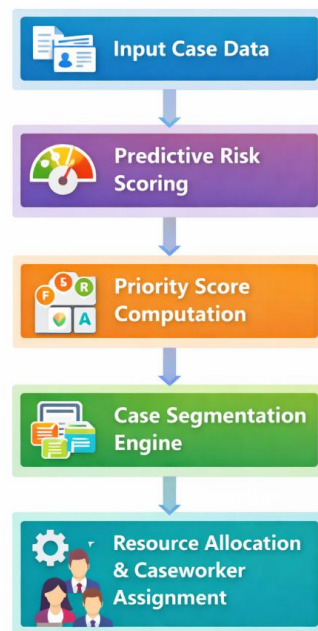 Input Case Data
Predictive Risk
Scoring
F S R
A
Priority Score
Computation
Case Segmentation
Engine
Resource Allocation
& Caseworker
Assignment